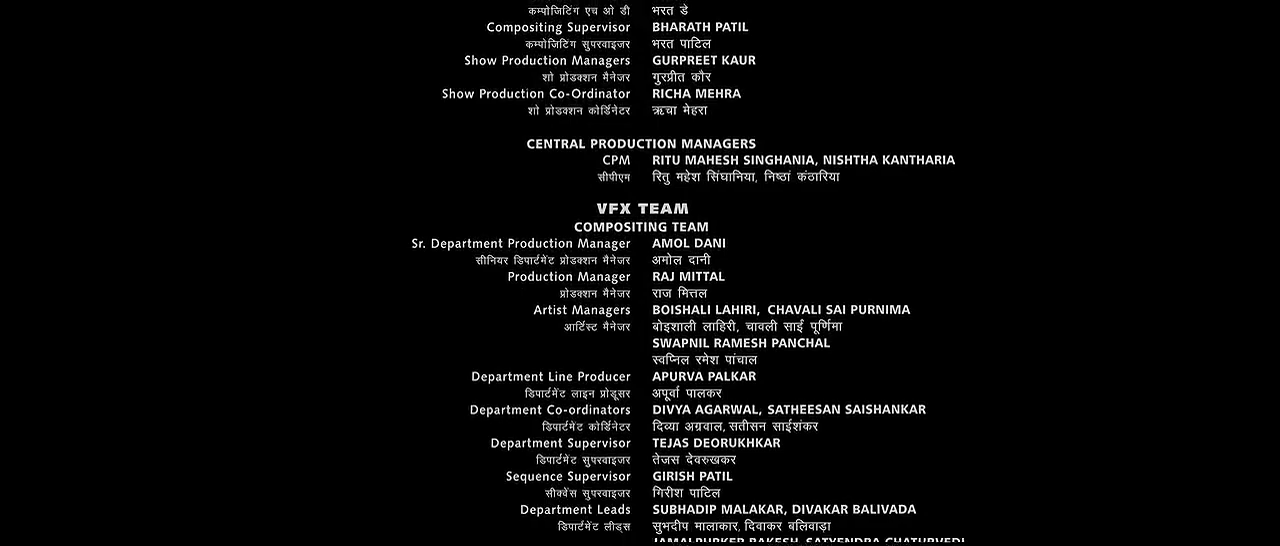 कम्पोजिटिंग एच ओ डी भरत डे
Compositing Supervisor BHARATH PATIL
कम्पोजिटिंग सुपरवाइजर भरत पाटिल
Show Production Managers GURPREET KAUR
शो प्रोडक्शन मैनेजर गुरप्रीत कौर
Show Production Co-Ordinator RICHA MEHRA
शो प्रोडक्शन कोर्डिनेटर ऋचा मेहरा
CENTRAL PRODUCTION MANAGERS
CPM RITU MAHESH SINGHANIA, NISHTHA KANTHARIA
सीपीएम रितु महेश सिंघानिया, निष्ठां कंठारिया
VFX TEAM
COMPOSITING TEAM
Sr. Department Production Manager AMOL DANI
सीनियर डिपार्टमेंट प्रोडक्शन मैनेजर अमोल दानी
Production Manager RAJ MITTAL
प्रोडक्शन मैनेजर राज मित्तल
Artist Managers BOISHALI LAHIRI, CHAVALI SAI PURNIMA
आर्टिस्ट मैनेजर बोइशाली लाहिरी, चावली साईं पूर्णिमा
SWAPNIL RAMESH PANCHAL
स्वप्निल रमेश पांचाल
Department Line Producer APURVA PALKAR
डिपार्टमेंट लाइन प्रोडूसर अपूर्वा पालकर
Department Co-ordinators DIVYA AGARWAL, SATHEESAN SAISHANKAR
डिपार्टमेंट कोर्डिनेटर दिव्या अग्रवाल, सतीसन साईशंकर
Department Supervisor TEJAS DEORUKHKAR
डिपार्टमेंट सुपरवाइजर तेजस देवरुखकर
Sequence Supervisor GIRISH PATIL
सीक्वेंस सुपरवाइजर गिरीश पाटिल
Department Leads SUBHADIP MALAKAR, DIVAKAR BALIVADA
डिपार्टमेंट लीड्स सुभदीप मालाकार, दिवाकर बलिवाड़ा
JAMALPURKER RAKESH, SATYENDRA CHATURVEDI